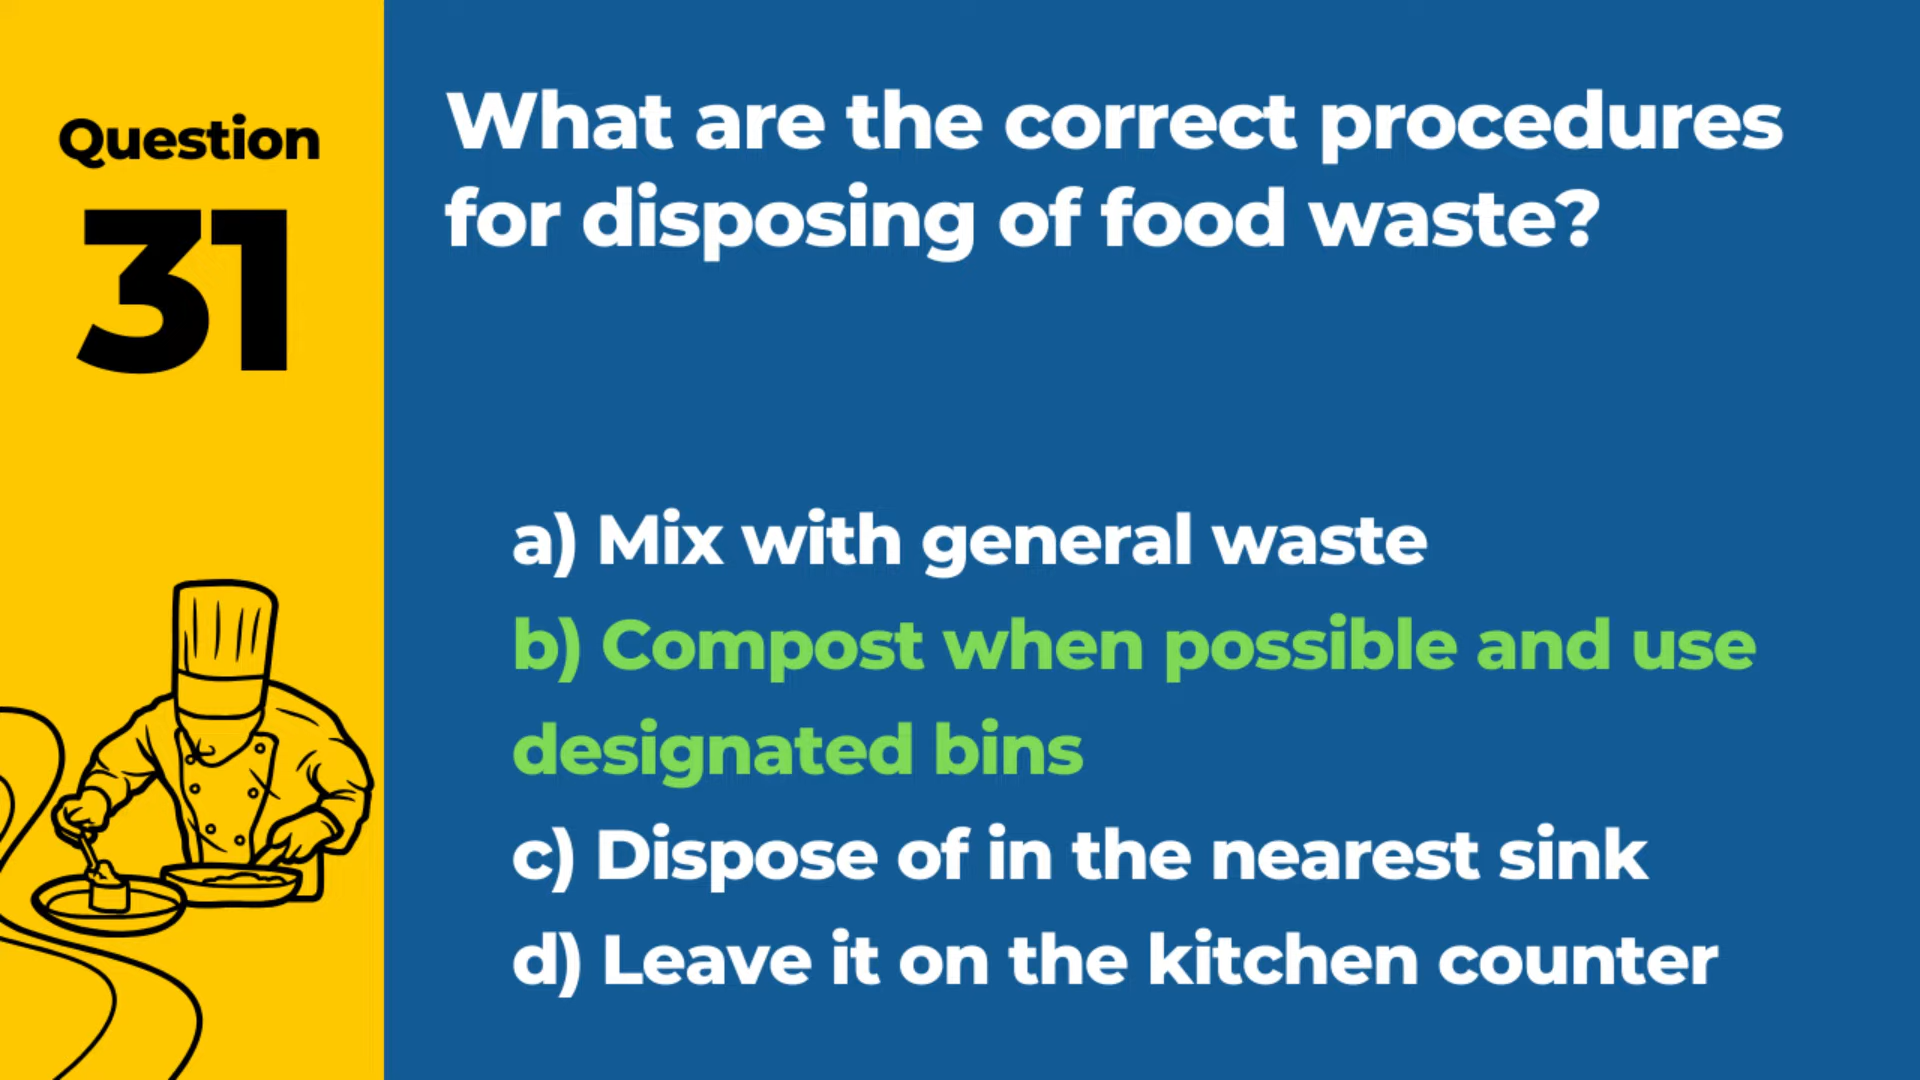 Question
31
What are the correct procedures
for disposing of food waste?
a) Mix with general waste
b) Compost when possible and use
designated bins
c) Dispose of in the nearest sink
d) Leave it on the kitchen counter